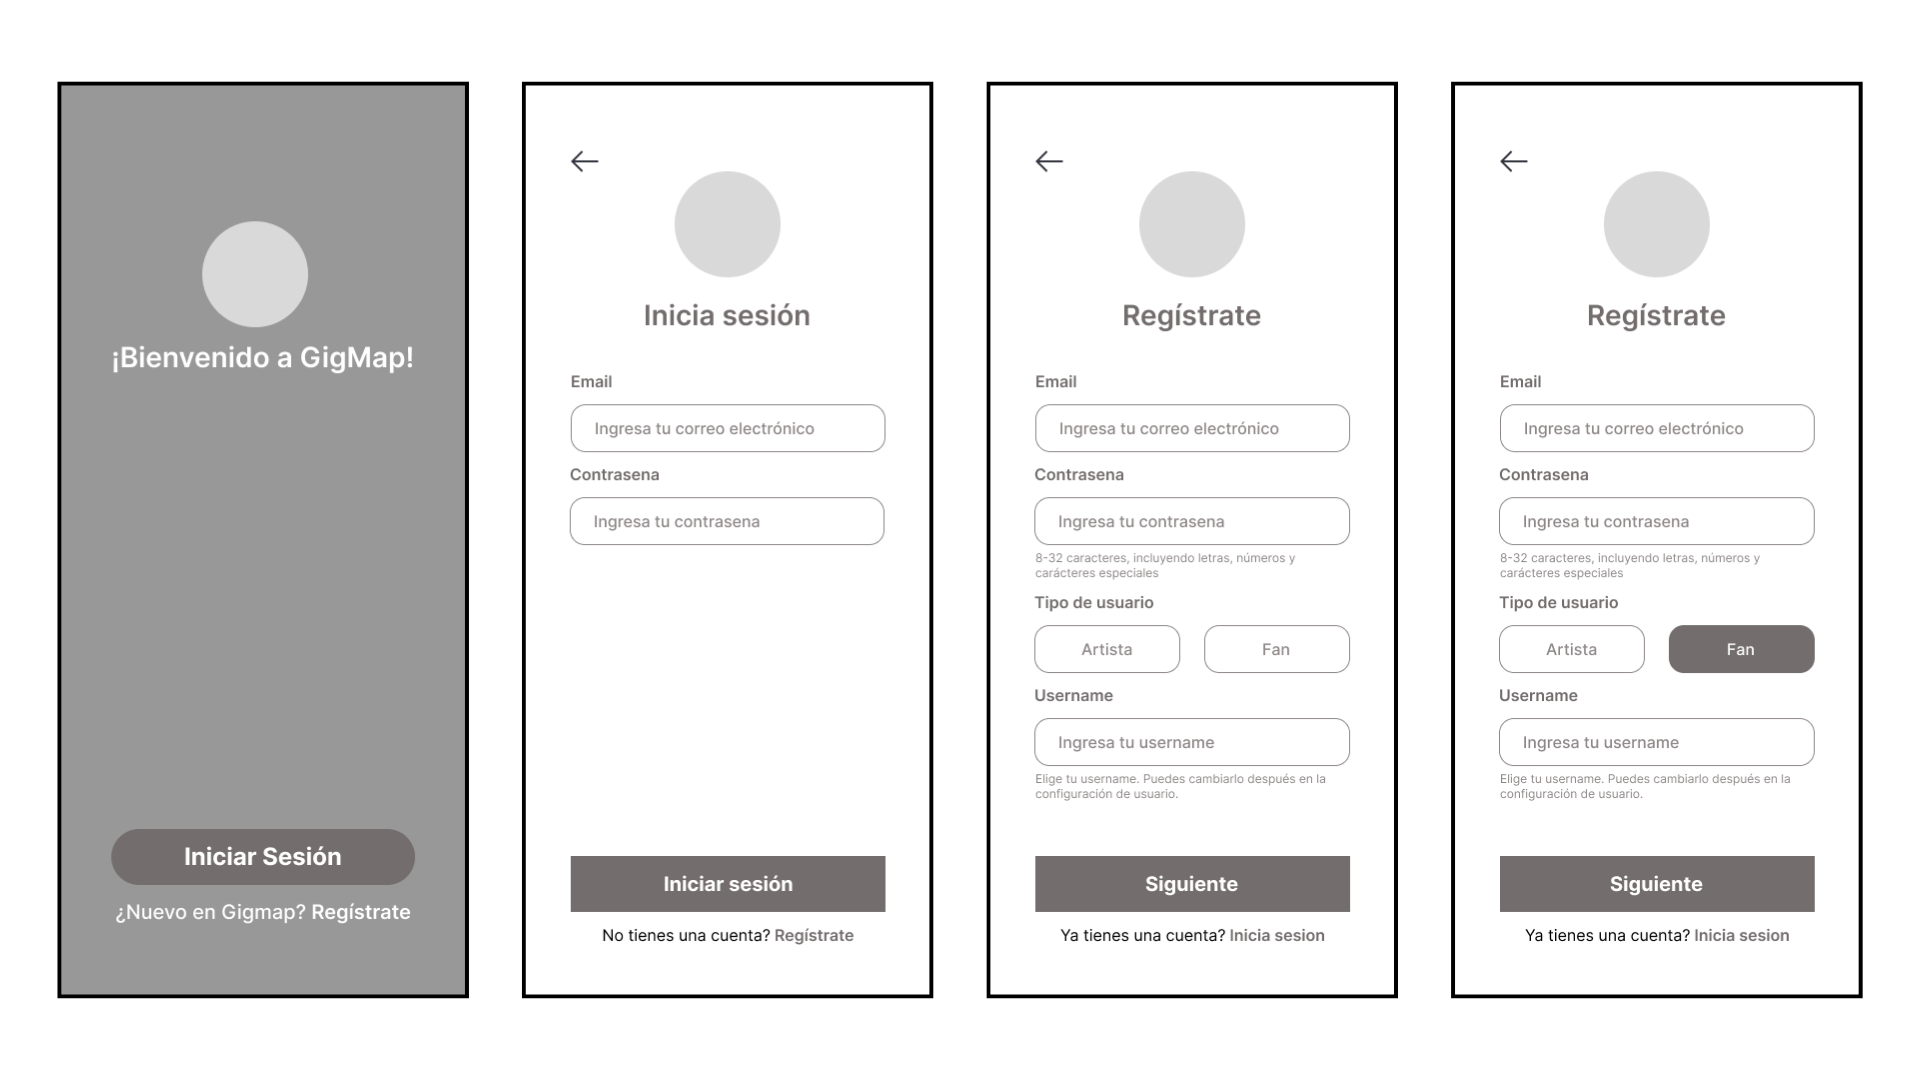 ¡Bienvenido a GigMap!
Iniciar Sesión
¿Nuevo en Gigmap? Regístrate
Inicia sesión
Email
Ingresa tu correo electrónico
Contrasena
Ingresa tu contrasena
Iniciar sesión
No tienes una cuenta? Regístrate
Regístrate
Email
Ingresa tu correo electrónico
Contrasena
Ingresa tu contrasena
8-32 caracteres, incluyendo letras, números y
carácteres especiales
Tipo de usuario
Artista Fan
Username
Ingresa tu username
Elige tu username. Puedes cambiarlo después en la
configuración de usuario.
Siguiente
Ya tienes una cuenta? Inicia sesion
Regístrate
Email
Ingresa tu correo electrónico
Contrasena
Ingresa tu contrasena
8-32 caracteres, incluyendo letras, números y
carácteres especiales
Tipo de usuario
Artista Fan
Username
Ingresa tu username
Elige tu username. Puedes cambiarlo después en la
configuración de usuario.
Siguiente
Ya tienes una cuenta? Inicia sesion